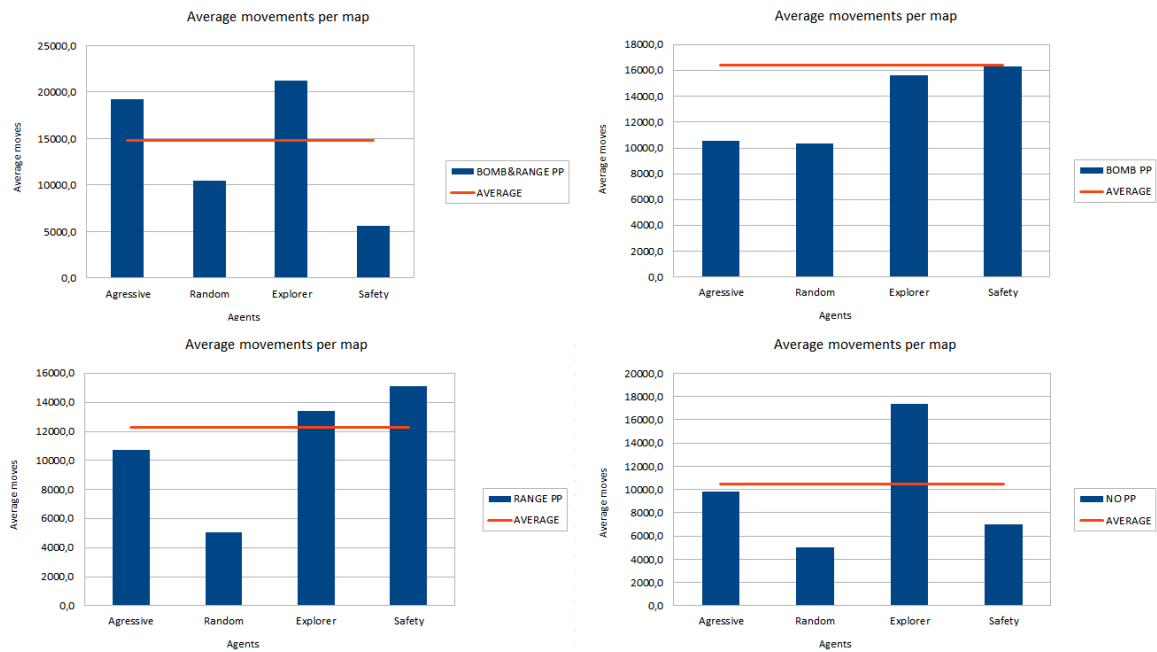 Average movements per map
25000,0
20000,0
15000,0
10000,0
5000,0
0,0
Average moves
Agressive Random Explorer Safety
Agents
BOMB&RANGE PP
AVERAGE
Average movements per map
18000,0
16000,0
14000,0
12000,0
10000,0
8000,0
6000,0
4000,0
2000,0
0,0
Average moves
Agressive Random Explorer Safety
Agents
BOMB PP
AVERAGE
Average movements per map
16000,0
14000,0
12000,0
10000,0
8000,0
6000,0
4000,0
2000,0
0,0
Average moves
Agressive Random Explorer Safety
Agents
RANGE PP
AVERAGE
Average movements per map
20000,0
18000,0
16000,0
14000,0
12000,0
10000,0
8000,0
6000,0
4000,0
2000,0
0,0
Average moves
Agressive Random Explorer Safety
Agents
NO PP
AVERAGE